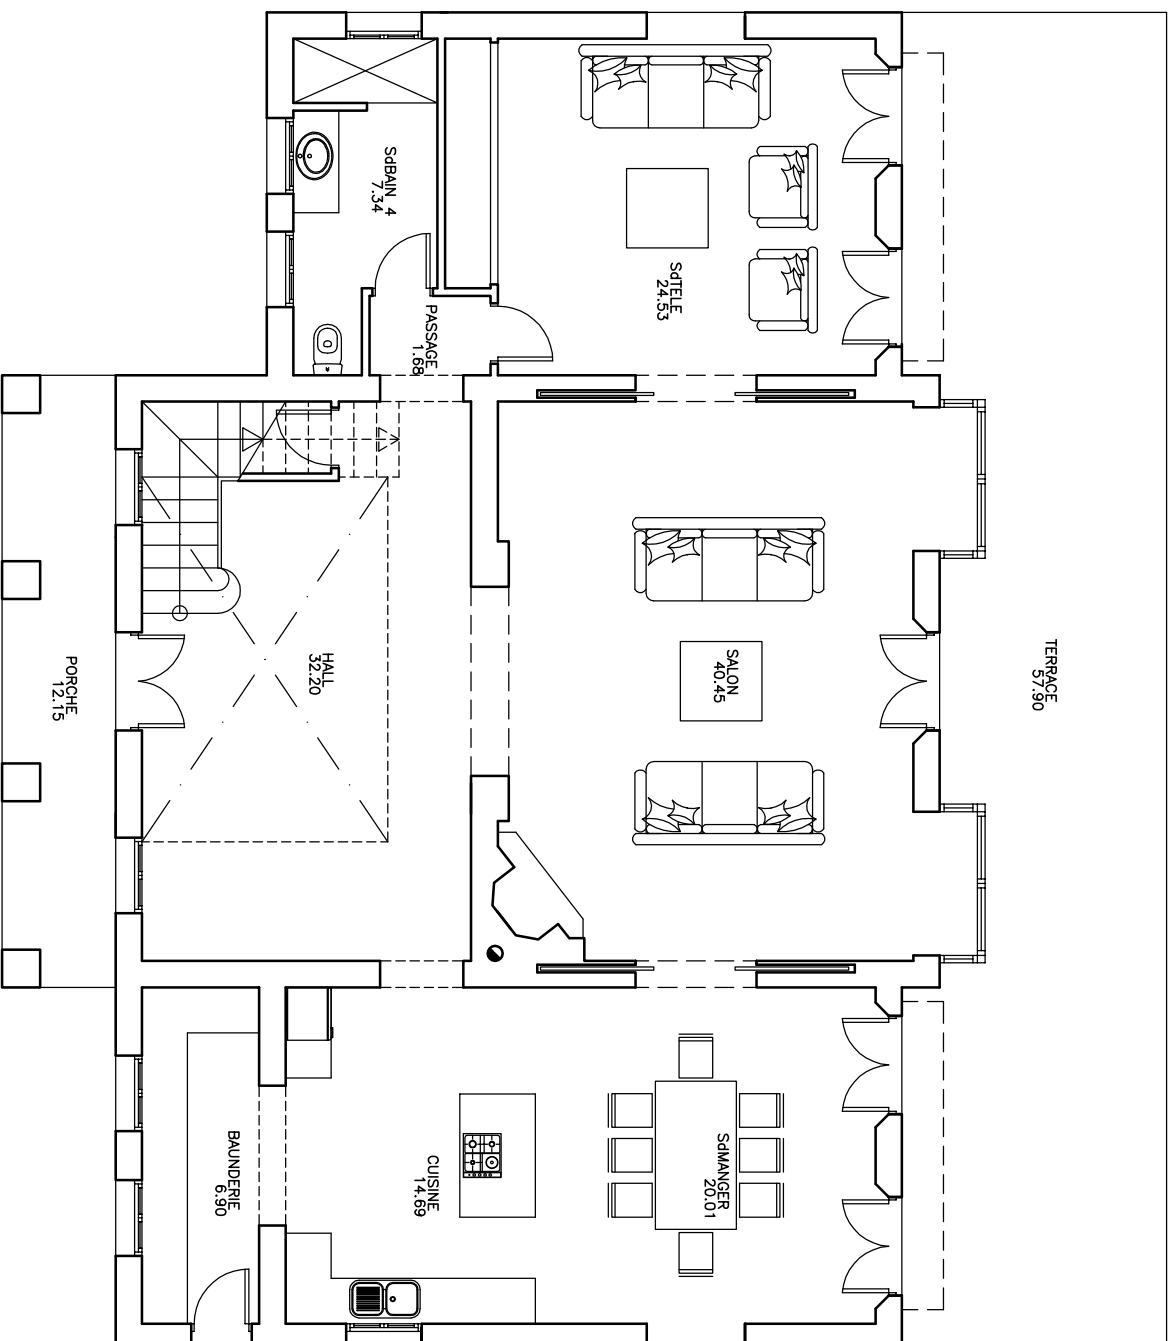 SdBAIN 4
7.34
PASSAGE
1.68
SdTELE
24.53
TERRACE
57.90
SALON
40.45
HALL
32.20
PORCHE
12.15
SdMANGER
20.01
CUISINE
14.69
BAUNDERIE
6.90